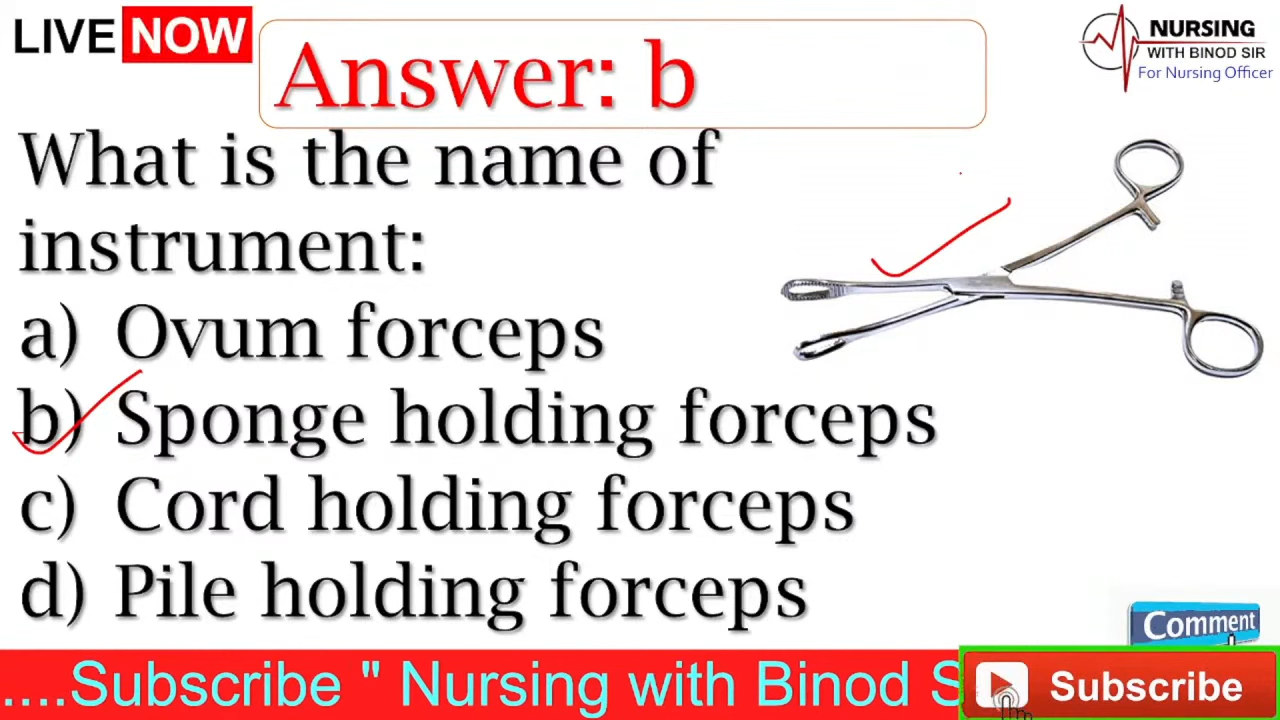 LIVE NOW
Answer: b
NURSING
WITH BINOD SIR
For Nursing Officer
What is the name of
instrument:
a) Ovum forceps
b) Sponge holding forceps
c) Cord holding forceps
d) Pile holding forceps
Comment
....Subscribe " Nursing with Binod S
Subscribe